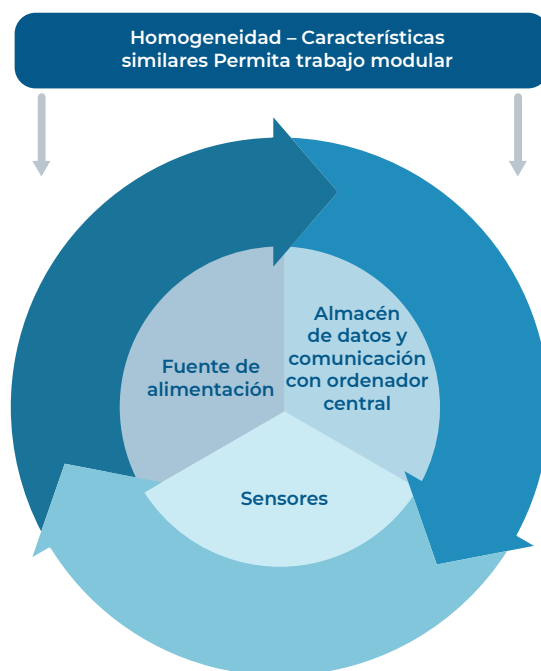 Homogeneidad – Características
similares Permita trabajo modular
Fuente de
alimentación
Almacén
de datos y
comunicación
con ordenador
central
Sensores